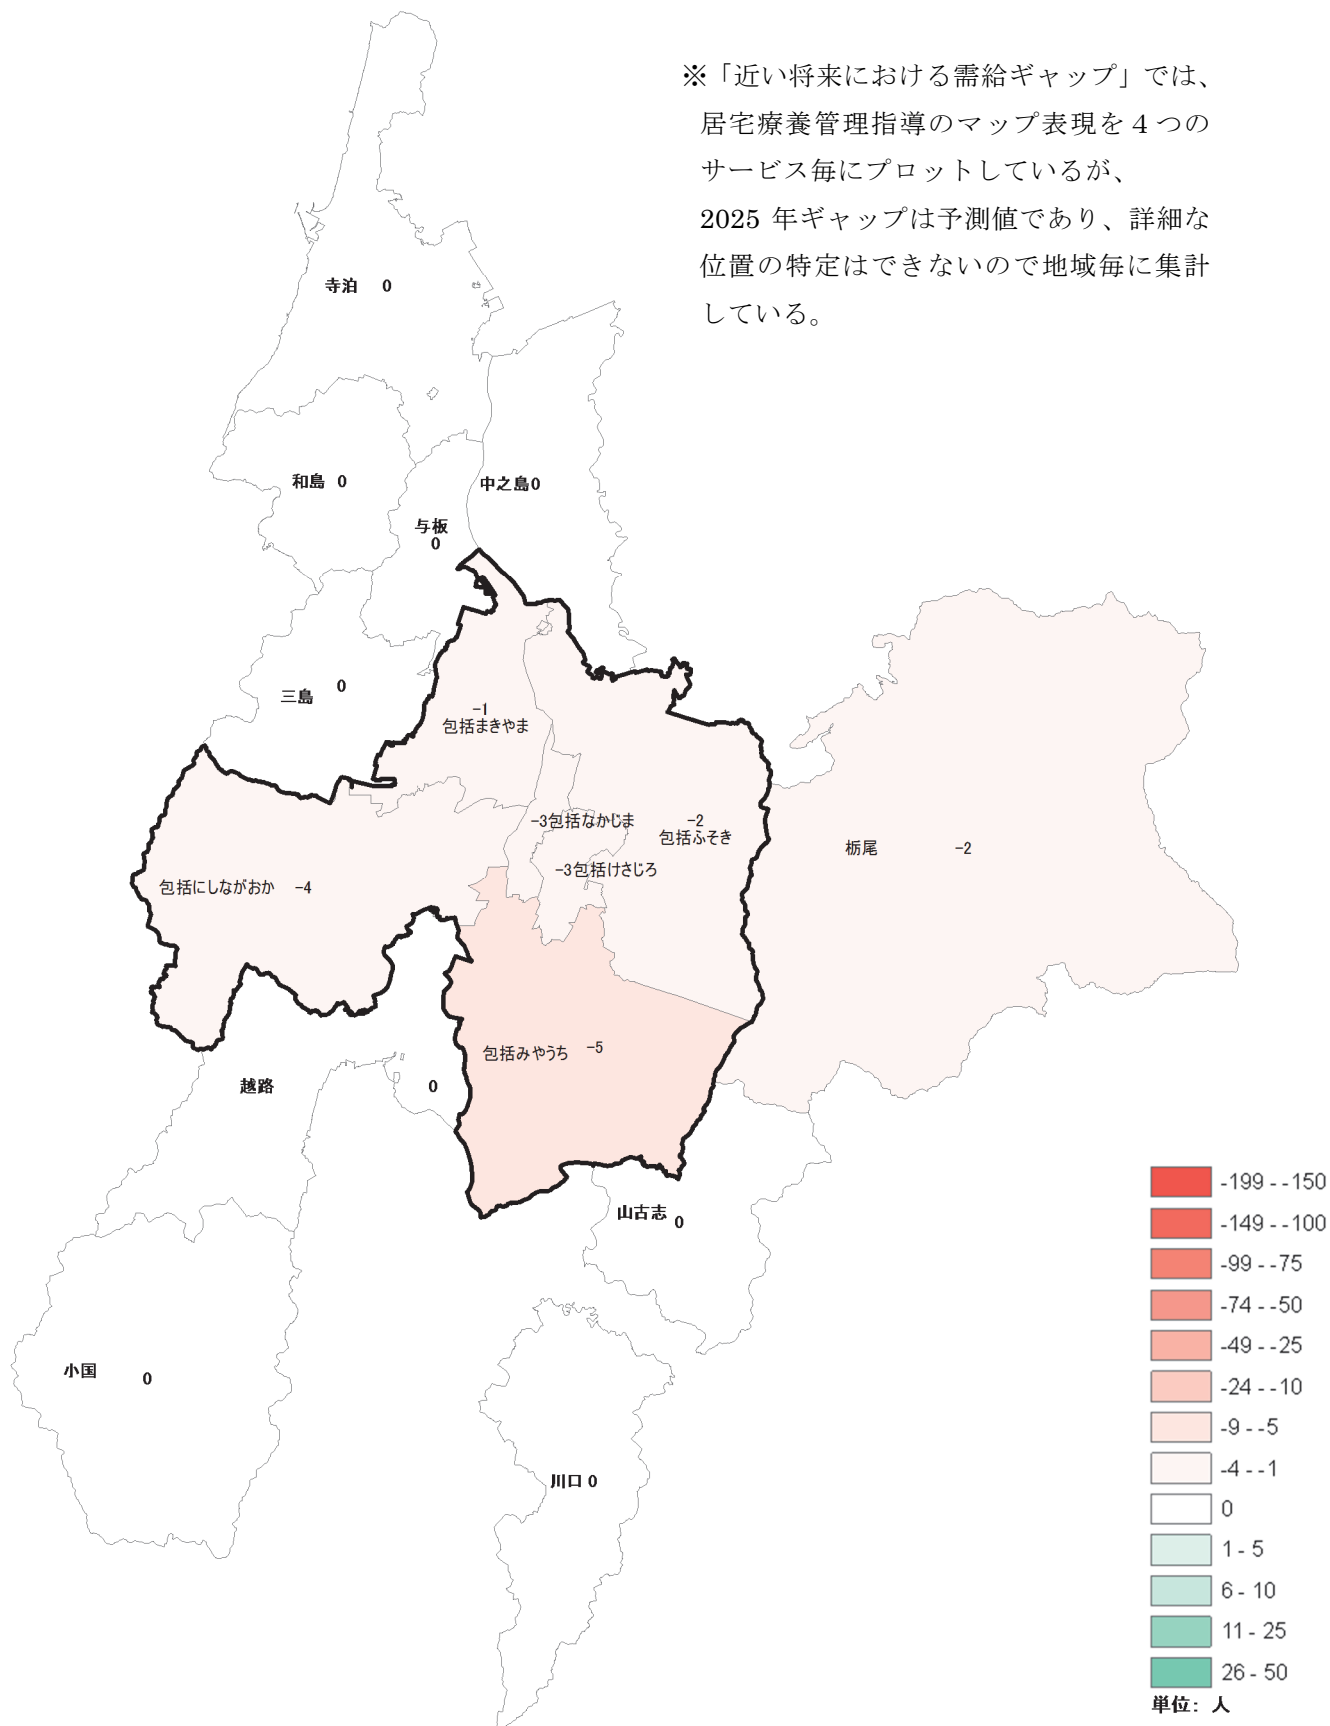 ※「近い将来における需給ギャップ」では、
居宅療養管理指導のマップ表現を４つの
サービス毎にプロットしているが、
2025 年ギャップは予測値であり、詳細な
位置の特定はできないので地域毎に集計
している。
寺泊 0
和島 0
中之島0
与板
0
三島 0
-1
包括まきやま
-3包括なかじま
-2
包括ふそき
栃尾 -2
-3包括けさじろ
包括にしながおか -4
包括みやうち -5
越路 0
山古志 0
小国 0
川口 0
-199 - -150
-149 - -100
-99 - -75
-74 - -50
-49 - -25
-24 - -10
-9 - -5
-4 - -1
0
1 - 5
6 - 10
11 - 25
26 - 50
単位：人